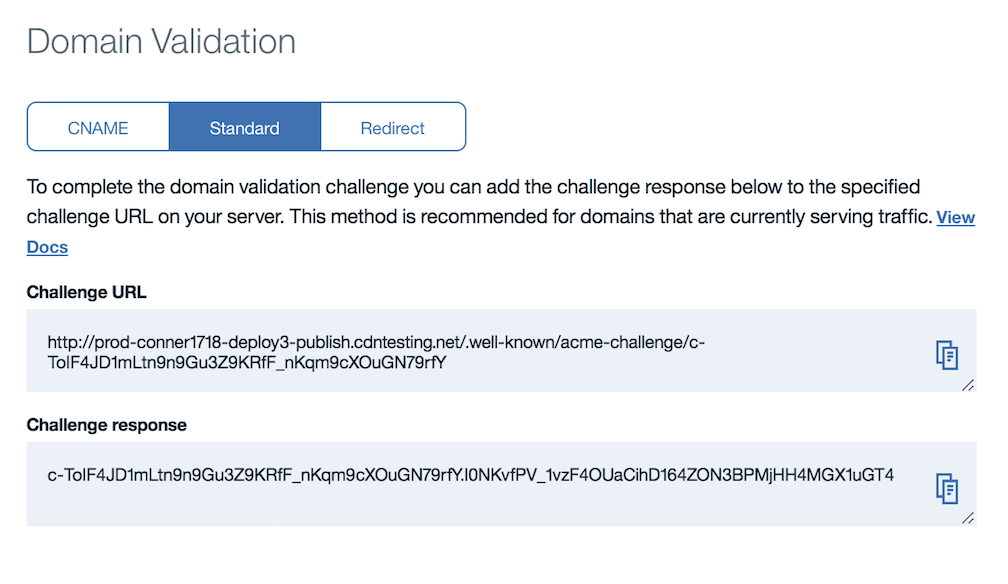 Domain Validation
CNAME
Standard
Redirect
To complete the domain validation challenge you can add the challenge response below to the specified
challenge URL on your server. This method is recommended for domains that are currently serving traffic. View
Docs
Challenge URL
http://prod-conner1718-deploy3-publish.cdntesting.net/.well-known/acme-challenge/c-
TolF4JD1mLtn9n9Gu3Z9KRfF_nKqm9cXOuGN79rfY
Challenge response
c-TolF4JD1mLtn9n9Gu3Z9KRfF_nKqm9cXOuGN79rfY.l0NKvfPV_1vzF4OUaCihD164ZON3BPMjHH4MGX1uGT4